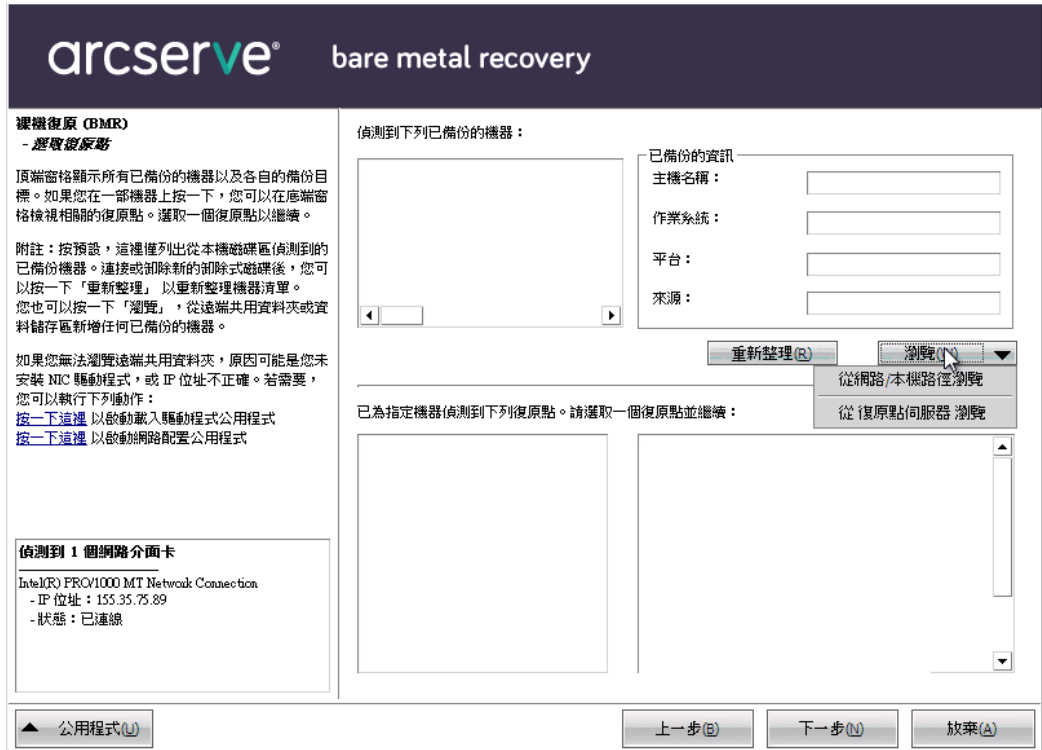 arcserve® bare metal recovery
裸機復原 (BMR)
- 選取復原點
頂端窗格顯示所有已備份的機器以及各自的備份目
標。如果您在一部機器上按一下，您可以在底端窗
格檢視相關的復原點。選取一個復原點以繼續。
附註：按預設，這裡僅列出從本機磁碟區偵測到的
已備份機器。連接或卸除新的卸除式磁碟後，您可
以按一下「重新整理」 以重新整理機器清單。
您也可以按一下「瀏覽」，從遠端共用資料夾或資
料儲存區新增任何已備份的機器。
如果您無法瀏覽遠端共用資料夾，原因可能是您未
安裝 NIC 驅動程式，或 IP 位址不正確。若需要，
您可以執行下列動作：
按一下這裡 以啟動載入驅動程式公用程式
按一下這裡 以啟動網路配置公用程式
偵測到 1 個網路介面卡
Intel(R) PRO/1000 MT Network Connection
- IP 位址：155.35.75.89
- 狀態：已連線
偵測到下列已備份的機器：
已備份的資訊
主機名稱：
作業系統：
平台：
來源：
重新整理(R)
瀏覽
從網路/本機路徑瀏覽
從 復原點伺服器 瀏覽
已為指定機器偵測到下列復原點。請選取一個復原點並繼續：
公用程式(U)
上一步(B)
下一步(N)
放棄(A)